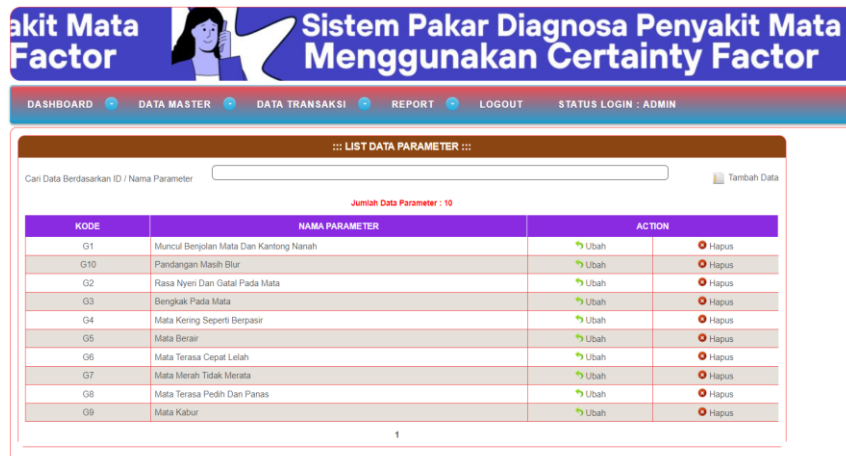 akit Mata
Factor
Sistem Pakar Diagnosa Penyakit Mata
Menggunakan Certainty Factor
DASHBOARD DATA MASTER DATA TRANSAKSI REPORT LOGOUT STATUS LOGIN : ADMIN
::: LIST DATA PARAMETER :::
Cari Data Berdasarkan ID / Nama Parameter Tambah Data
Jumlah Data Parameter : 10
KODE NAMA PARAMETER ACTION
G1 Muncul Benjolan Mata Dan Kantong Nanah Ubah Hapus
G10 Pandangan Masih Blur Ubah Hapus
G2 Rasa Nyeri Dan Gatal Pada Mata Ubah Hapus
G3 Bengkak Pada Mata Ubah Hapus
G4 Mata Kering Seperti Berpasir Ubah Hapus
G5 Mata Berair Ubah Hapus
G6 Mata Terasa Cepat Lelah Ubah Hapus
G7 Mata Merah Tidak Merata Ubah Hapus
G8 Mata Terasa Pedih Dan Panas Ubah Hapus
G9 Mata Kabur Ubah Hapus
1